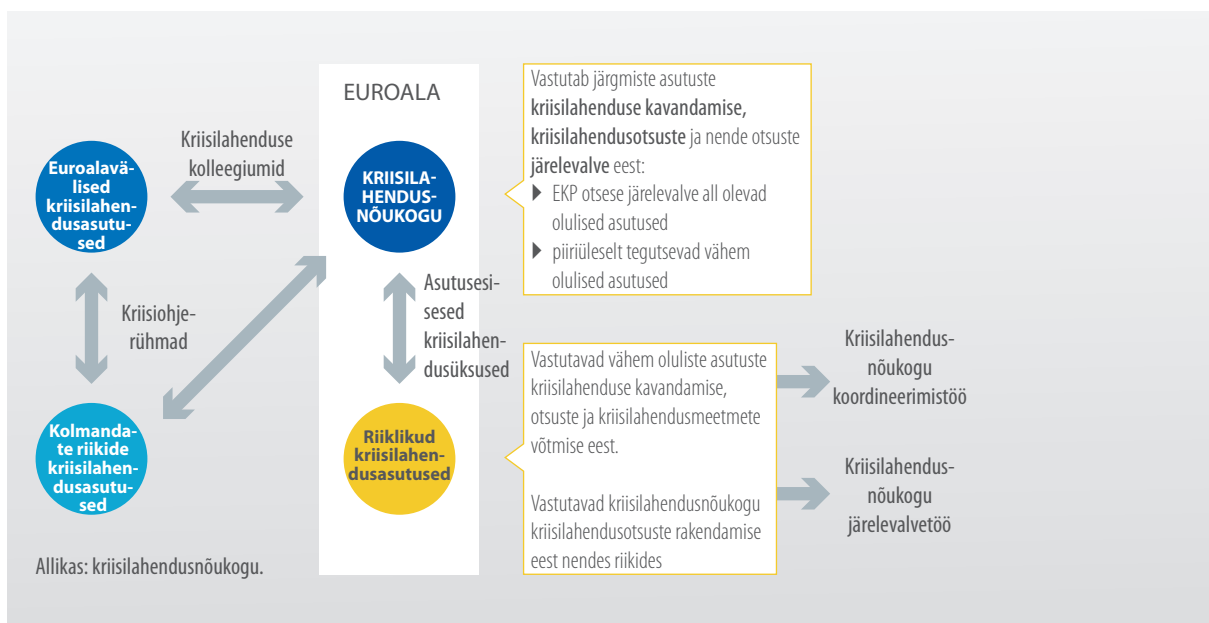 EUROALA
Kriisilahenduse
kolleegiumid
Euroalavä-
lised
kriisilahen-
dusasutu-
sed
KRIISILA-
HENDUS-
NÕUKOGU
Vastutab järgmiste asutuste
kriisilahenduse kavandamise,
kriisilahendusotsuste ja nende otsuste
järelevalve eest:
EKP otsese järelevalve all olevad
olulised asutused
piiriüleselt tegutsevad vähem
olulised asutused
Kriisiohje-
rühmad
Asutusesi-
sesed
kriisilahen-
dusüksused
Kolmanda-
te riikide
kriisilahen-
dusasutu-
sed
Riiklikud
kriisilahen-
dusasutused
Vastutavad vähem oluliste asutuste
kriisilahenduse kavandamise,
otsuste ja kriisilahendusmeetmete
võtmise eest.
Vastutavad kriisilahendusnõukogu
kriisilahendusotsuste rakendamise
eest nendes riikides
Kriisilahendus-
nõukogu
koordineerimistöö
Kriisilahendus-
nõukogu
järelevalvetöö
Allikas: kriisilahendusnõukogu.